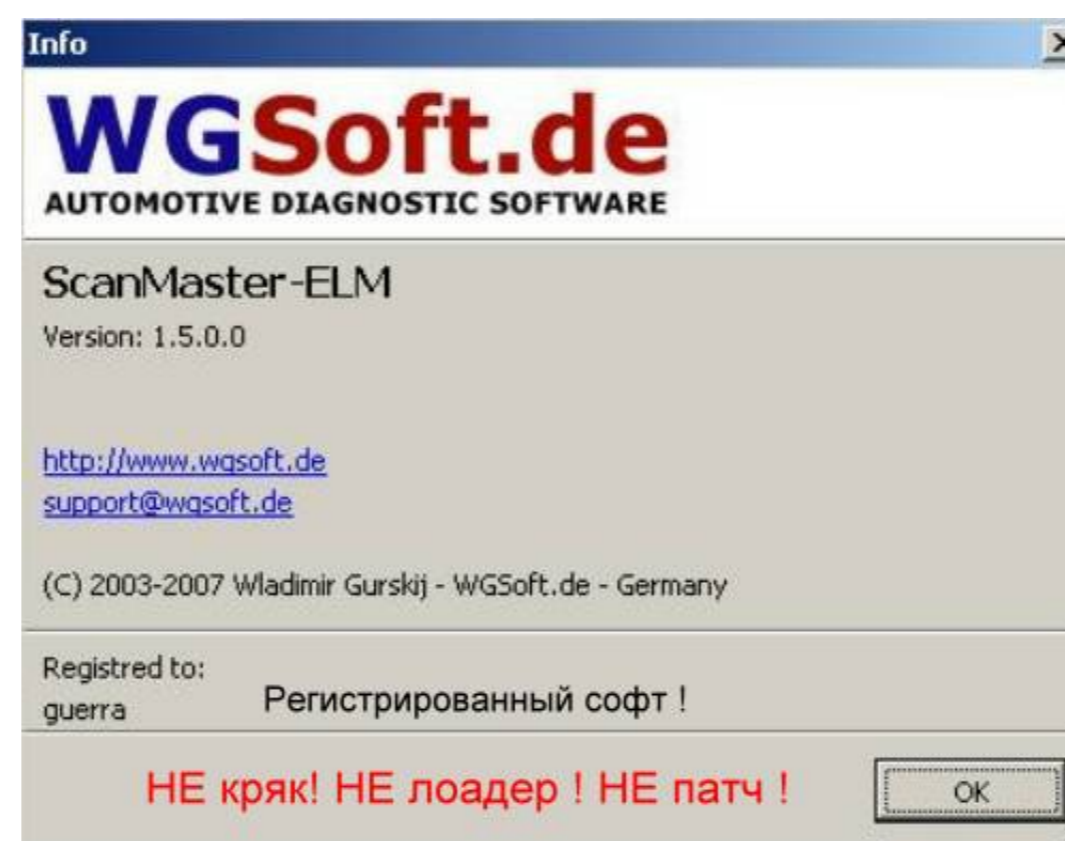 Info
WGSoft.de
AUTOMOTIVE DIAGNOSTIC SOFTWARE
ScanMaster-ELM
Version: 1.5.0.0
http://www.wgsoft.de
support@wgsoft.de
(C) 2003-2007 Wladimir Gurskij - WGSoft.de - Germany
Registred to:
guerra Регистрированный софт !
НЕ кряк! НЕ лоадер ! НЕ патч !
OK